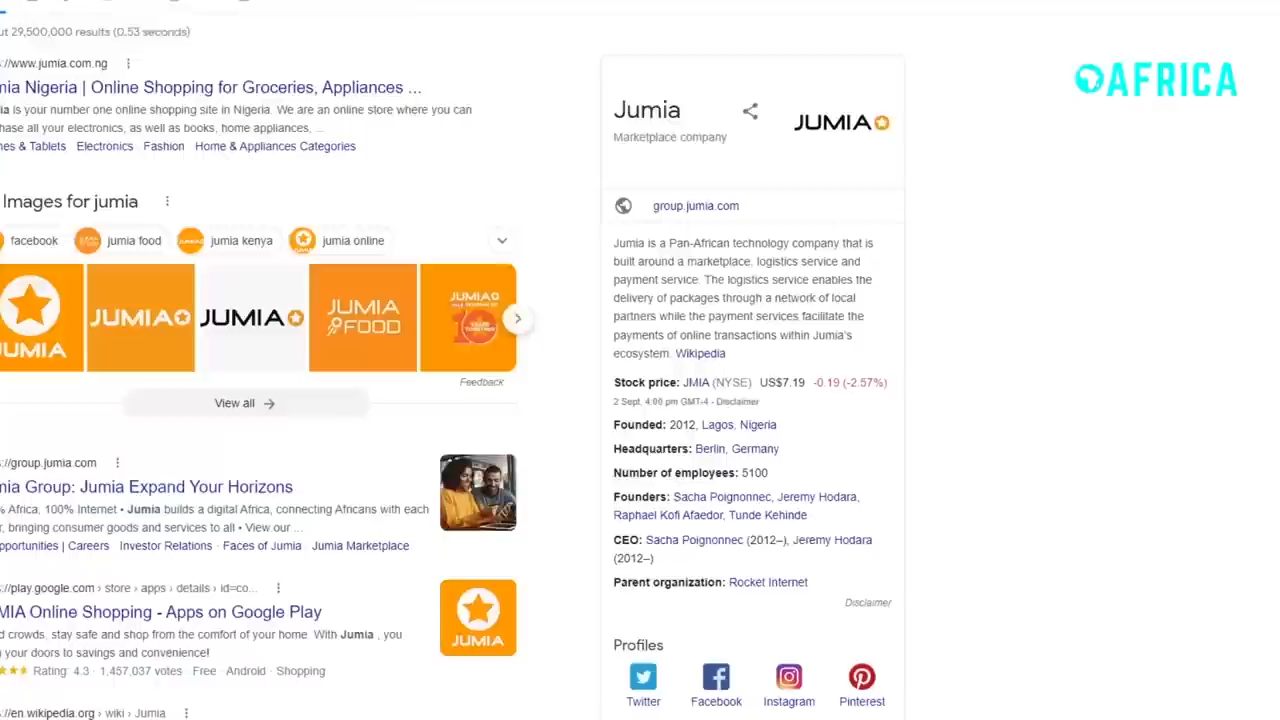 ut 29,500,000 results (0.53 seconds)
://www.jumia.com.ng
mia Nigeria | Online Shopping for Groceries, Appliances ...
ia is your number one online shopping site in Nigeria. We are an online store where you can
hase all your electronics, as well as books, home appliances, ...
nes & Tablets Electronics Fashion Home & Appliances Categories
Images for jumia
facebook jumia food jumia kenya jumia online
JUMIA
JUMIA
JUMIA
JUMIA FOOD
JUMIA
Feedback
View all
://group.jumia.com
mia Group: Jumia Expand Your Horizons
% Africa, 100% Internet • Jumia builds a digital Africa, connecting Africans with each
r, bringing consumer goods and services to all • View our ...
pportunities | Careers · Investor Relations · Faces of Jumia · Jumia Marketplace
://play.google.com › store › apps › details › id=co...
MIA Online Shopping - Apps on Google Play
d crowds, stay safe and shop from the comfort of your home. With Jumia , you
your doors to savings and convenience!
Rating: 4.3 · 1,457,037 votes · Free · Android · Shopping
JUMIA
://en.wikipedia.org › wiki › Jumia
Jumia
Marketplace company
JUMIA
group.jumia.com
Jumia is a Pan-African technology company that is
built around a marketplace, logistics service and
payment service. The logistics service enables the
delivery of packages through a network of local
partners while the payment services facilitate the
payments of online transactions within Jumia's
ecosystem. Wikipedia
Stock price: JMIA (NYSE) US$7.19 -0.19 (-2.57%)
2 Sept, 4:00 pm GMT-4 - Disclaimer
Founded: 2012, Lagos, Nigeria
Headquarters: Berlin, Germany
Number of employees: 5100
Founders: Sacha Poignonnec, Jeremy Hodara,
Raphael Kofi Afaedor, Tunde Kehinde
CEO: Sacha Poignonnec (2012–), Jeremy Hodara
(2012–)
Parent organization: Rocket Internet
Disclaimer
Profiles
Twitter Facebook Instagram Pinterest
AFRICA